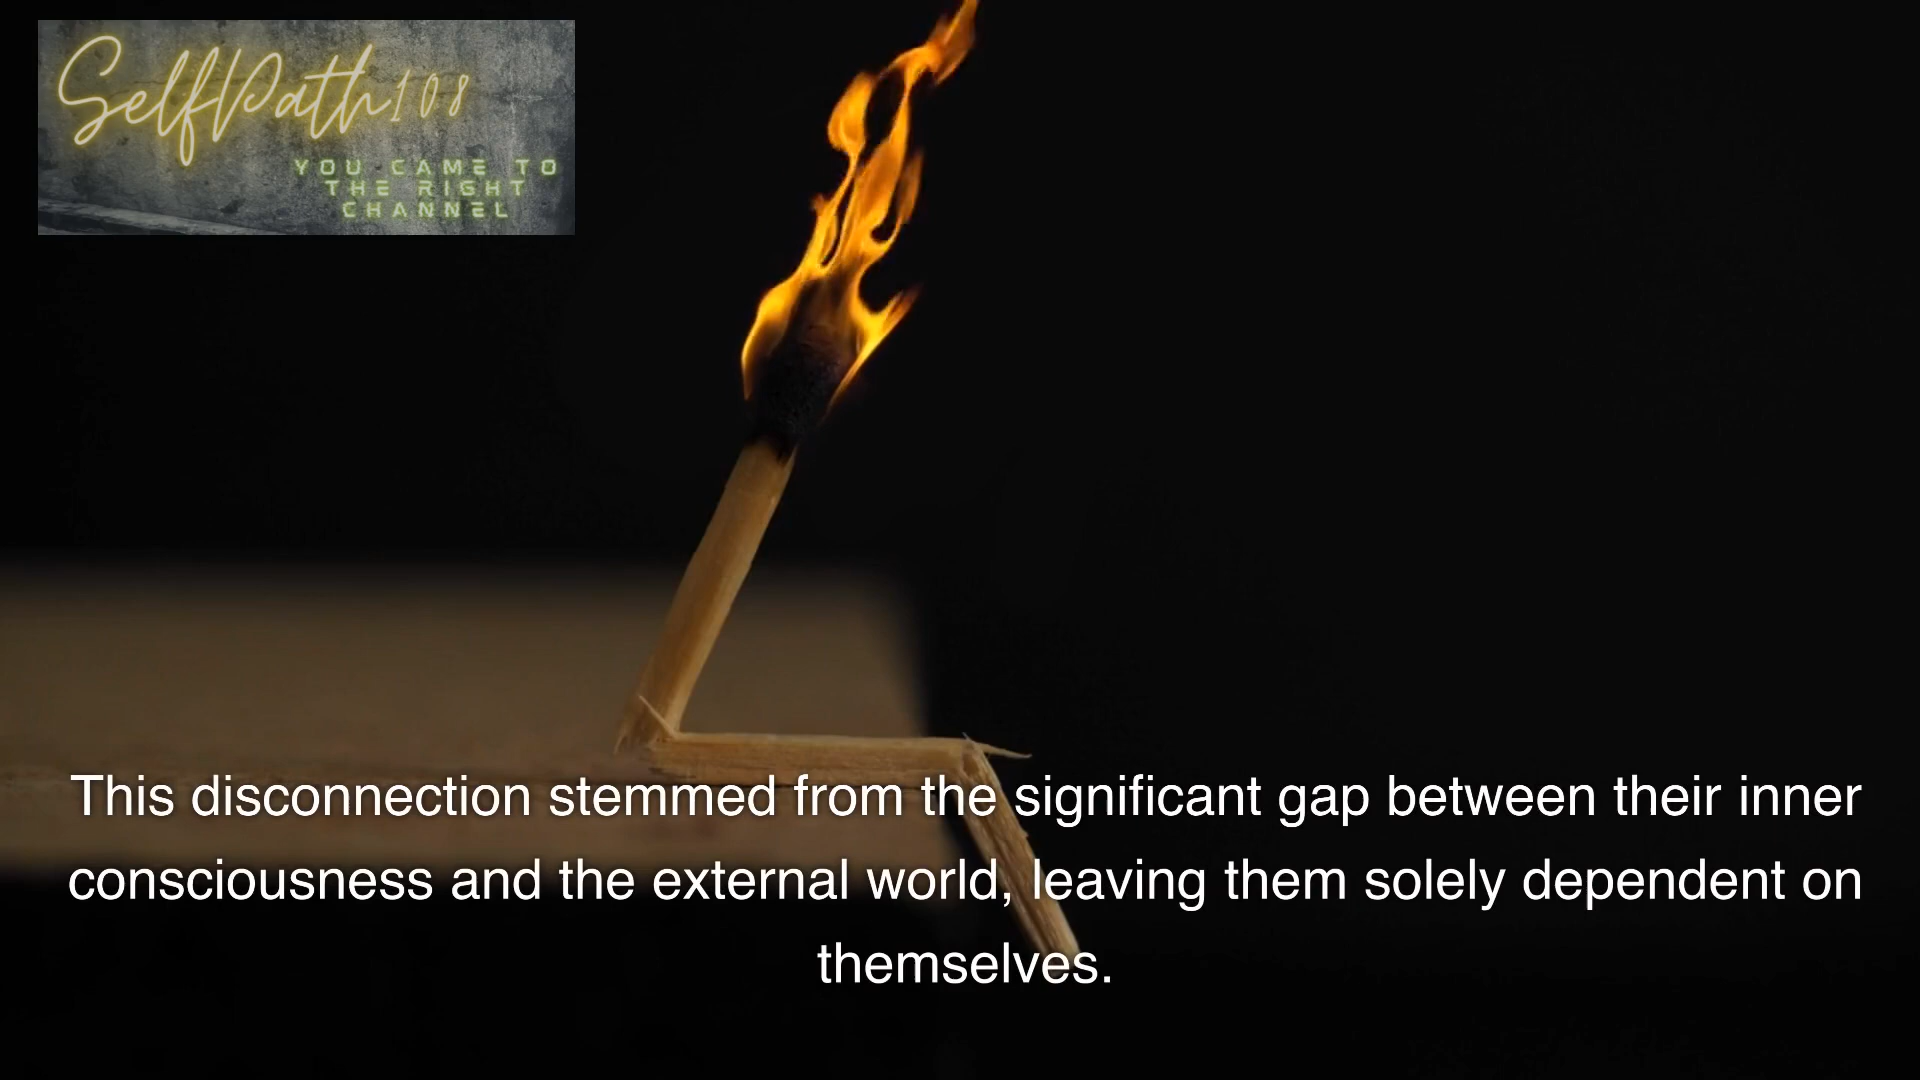 SelfPath108
YOU CAME TO
THE RIGHT
CHANNEL
This disconnection stemmed from the significant gap between their inner
consciousness and the external world, leaving them solely dependent on
themselves.